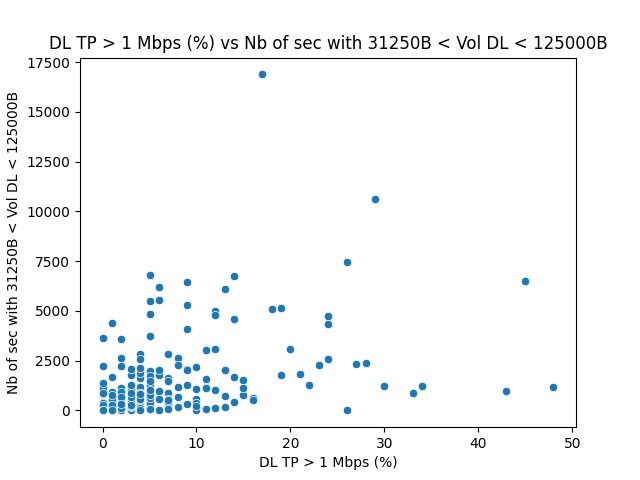 DL TP > 1 Mbps (%) vs Nb of sec with 31250B < Vol DL < 125000B
Nb of sec with 31250B < Vol DL < 125000B
17500
15000
12500
10000
7500
5000
2500
0
0 10 20 30 40 50
DL TP > 1 Mbps (%)